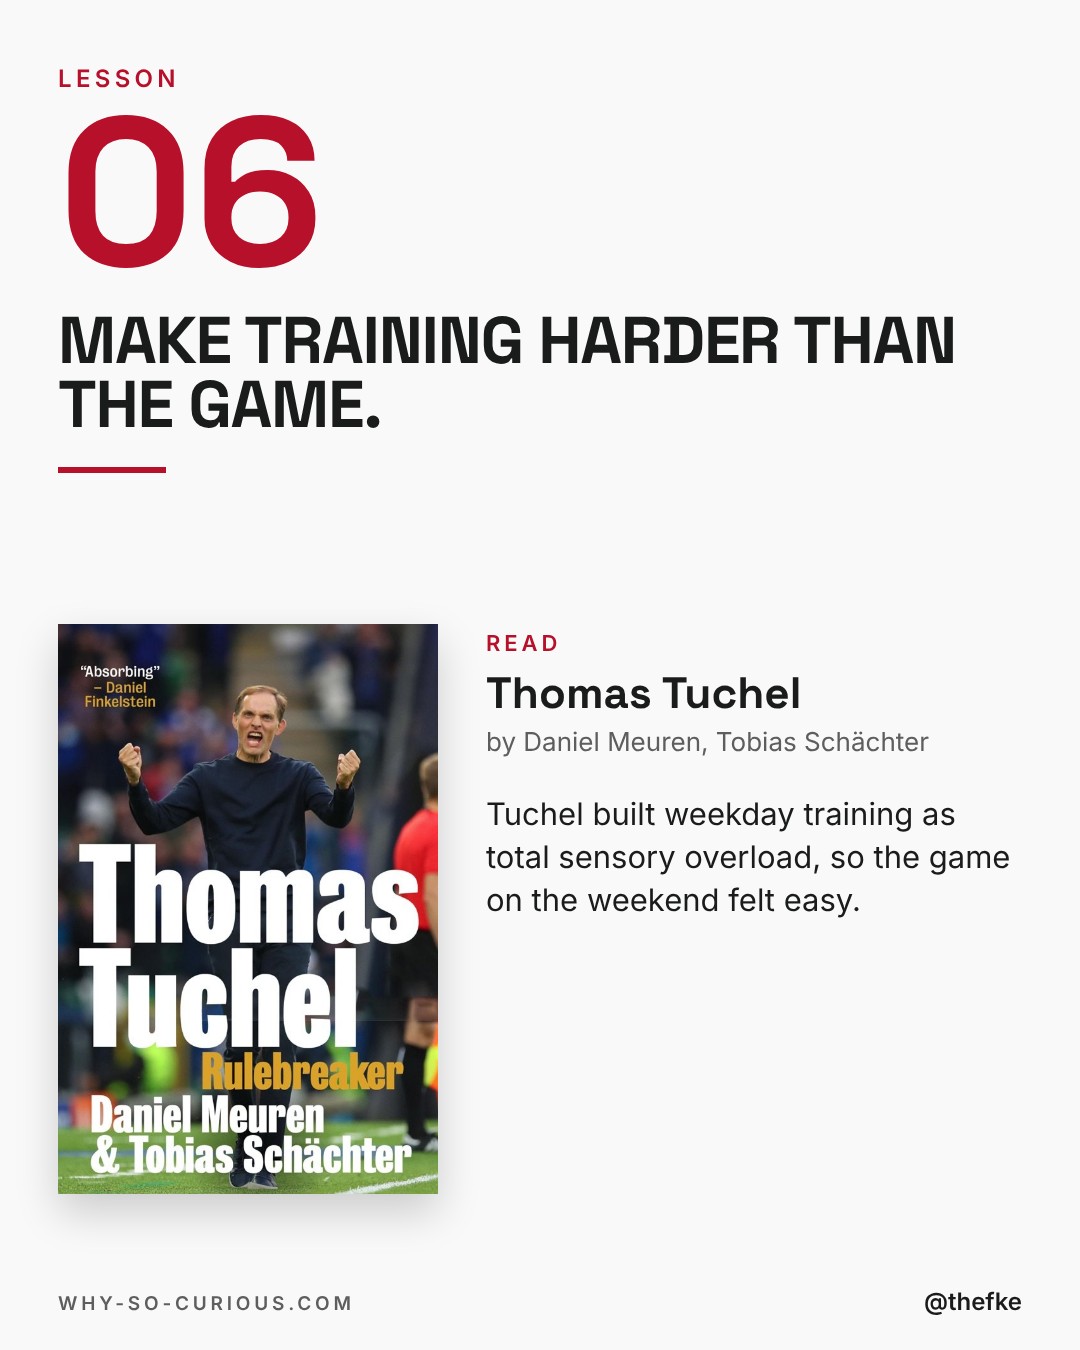 LESSON
06
MAKE TRAINING HARDER THAN
THE GAME.
“Absorbing”
– Daniel
Finkelstein
Thomas
Tuchel
Rulebreaker
Daniel Meuren
& Tobias Schächter
READ
Thomas Tuchel
by Daniel Meuren, Tobias Schächter
Tuchel built weekday training as
total sensory overload, so the game
on the weekend felt easy.
WHY-SO-CURIOUS.COM
@thefke